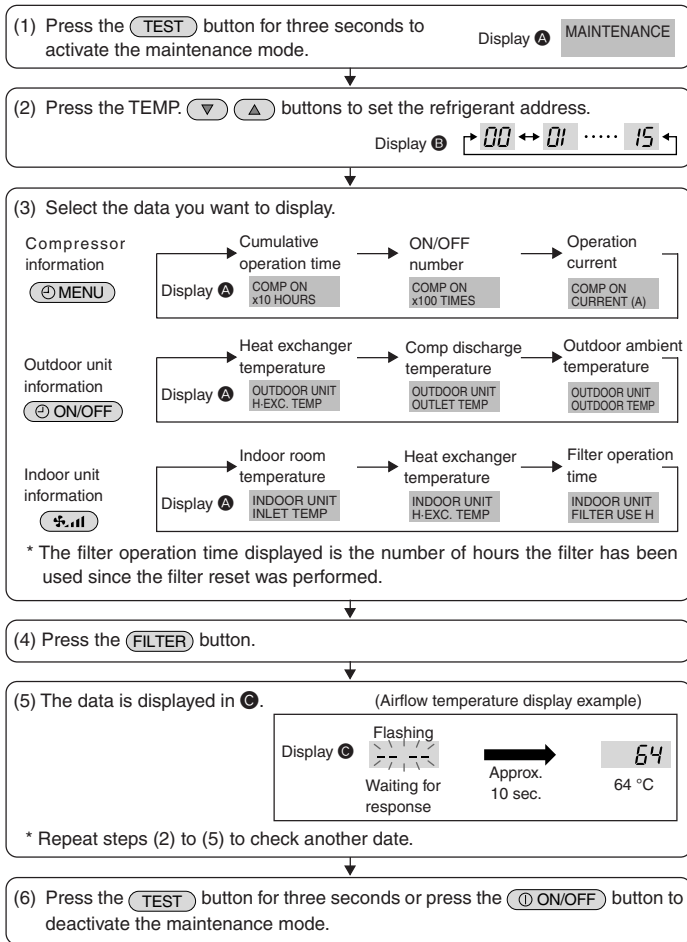 (1) Press the TEST button for three seconds to
activate the maintenance mode.
Display A MAINTENANCE
(2) Press the TEMP. ▼ ▲ buttons to set the refrigerant address.
Display B 00 ↔ 01 ····· 15
(3) Select the data you want to display.
Compressor
information
MENU
Display A
Cumulative
operation time
COMP ON
x10 HOURS
ON/OFF
number
COMP ON
x100 TIMES
Operation
current
COMP ON
CURRENT (A)
Outdoor unit
information
ON/OFF
Display A
Heat exchanger
temperature
OUTDOOR UNIT
H-EXC. TEMP
Comp discharge
temperature
OUTDOOR UNIT
OUTLET TEMP
Outdoor ambient
temperature
OUTDOOR UNIT
OUTDOOR TEMP
Indoor unit
information
Display A
Indoor room
temperature
INDOOR UNIT
INLET TEMP
Heat exchanger
temperature
INDOOR UNIT
H-EXC. TEMP
Filter operation
time
INDOOR UNIT
FILTER USE H
* The filter operation time displayed is the number of hours the filter has been
used since the filter reset was performed.
(4) Press the FILTER button.
(5) The data is displayed in C.
(Airflow temperature display example)
Display C
Flashing
-- --
Waiting for
response
Approx.
10 sec.
64
64 °C
* Repeat steps (2) to (5) to check another date.
(6) Press the TEST button for three seconds or press the ON/OFF button to
deactivate the maintenance mode.